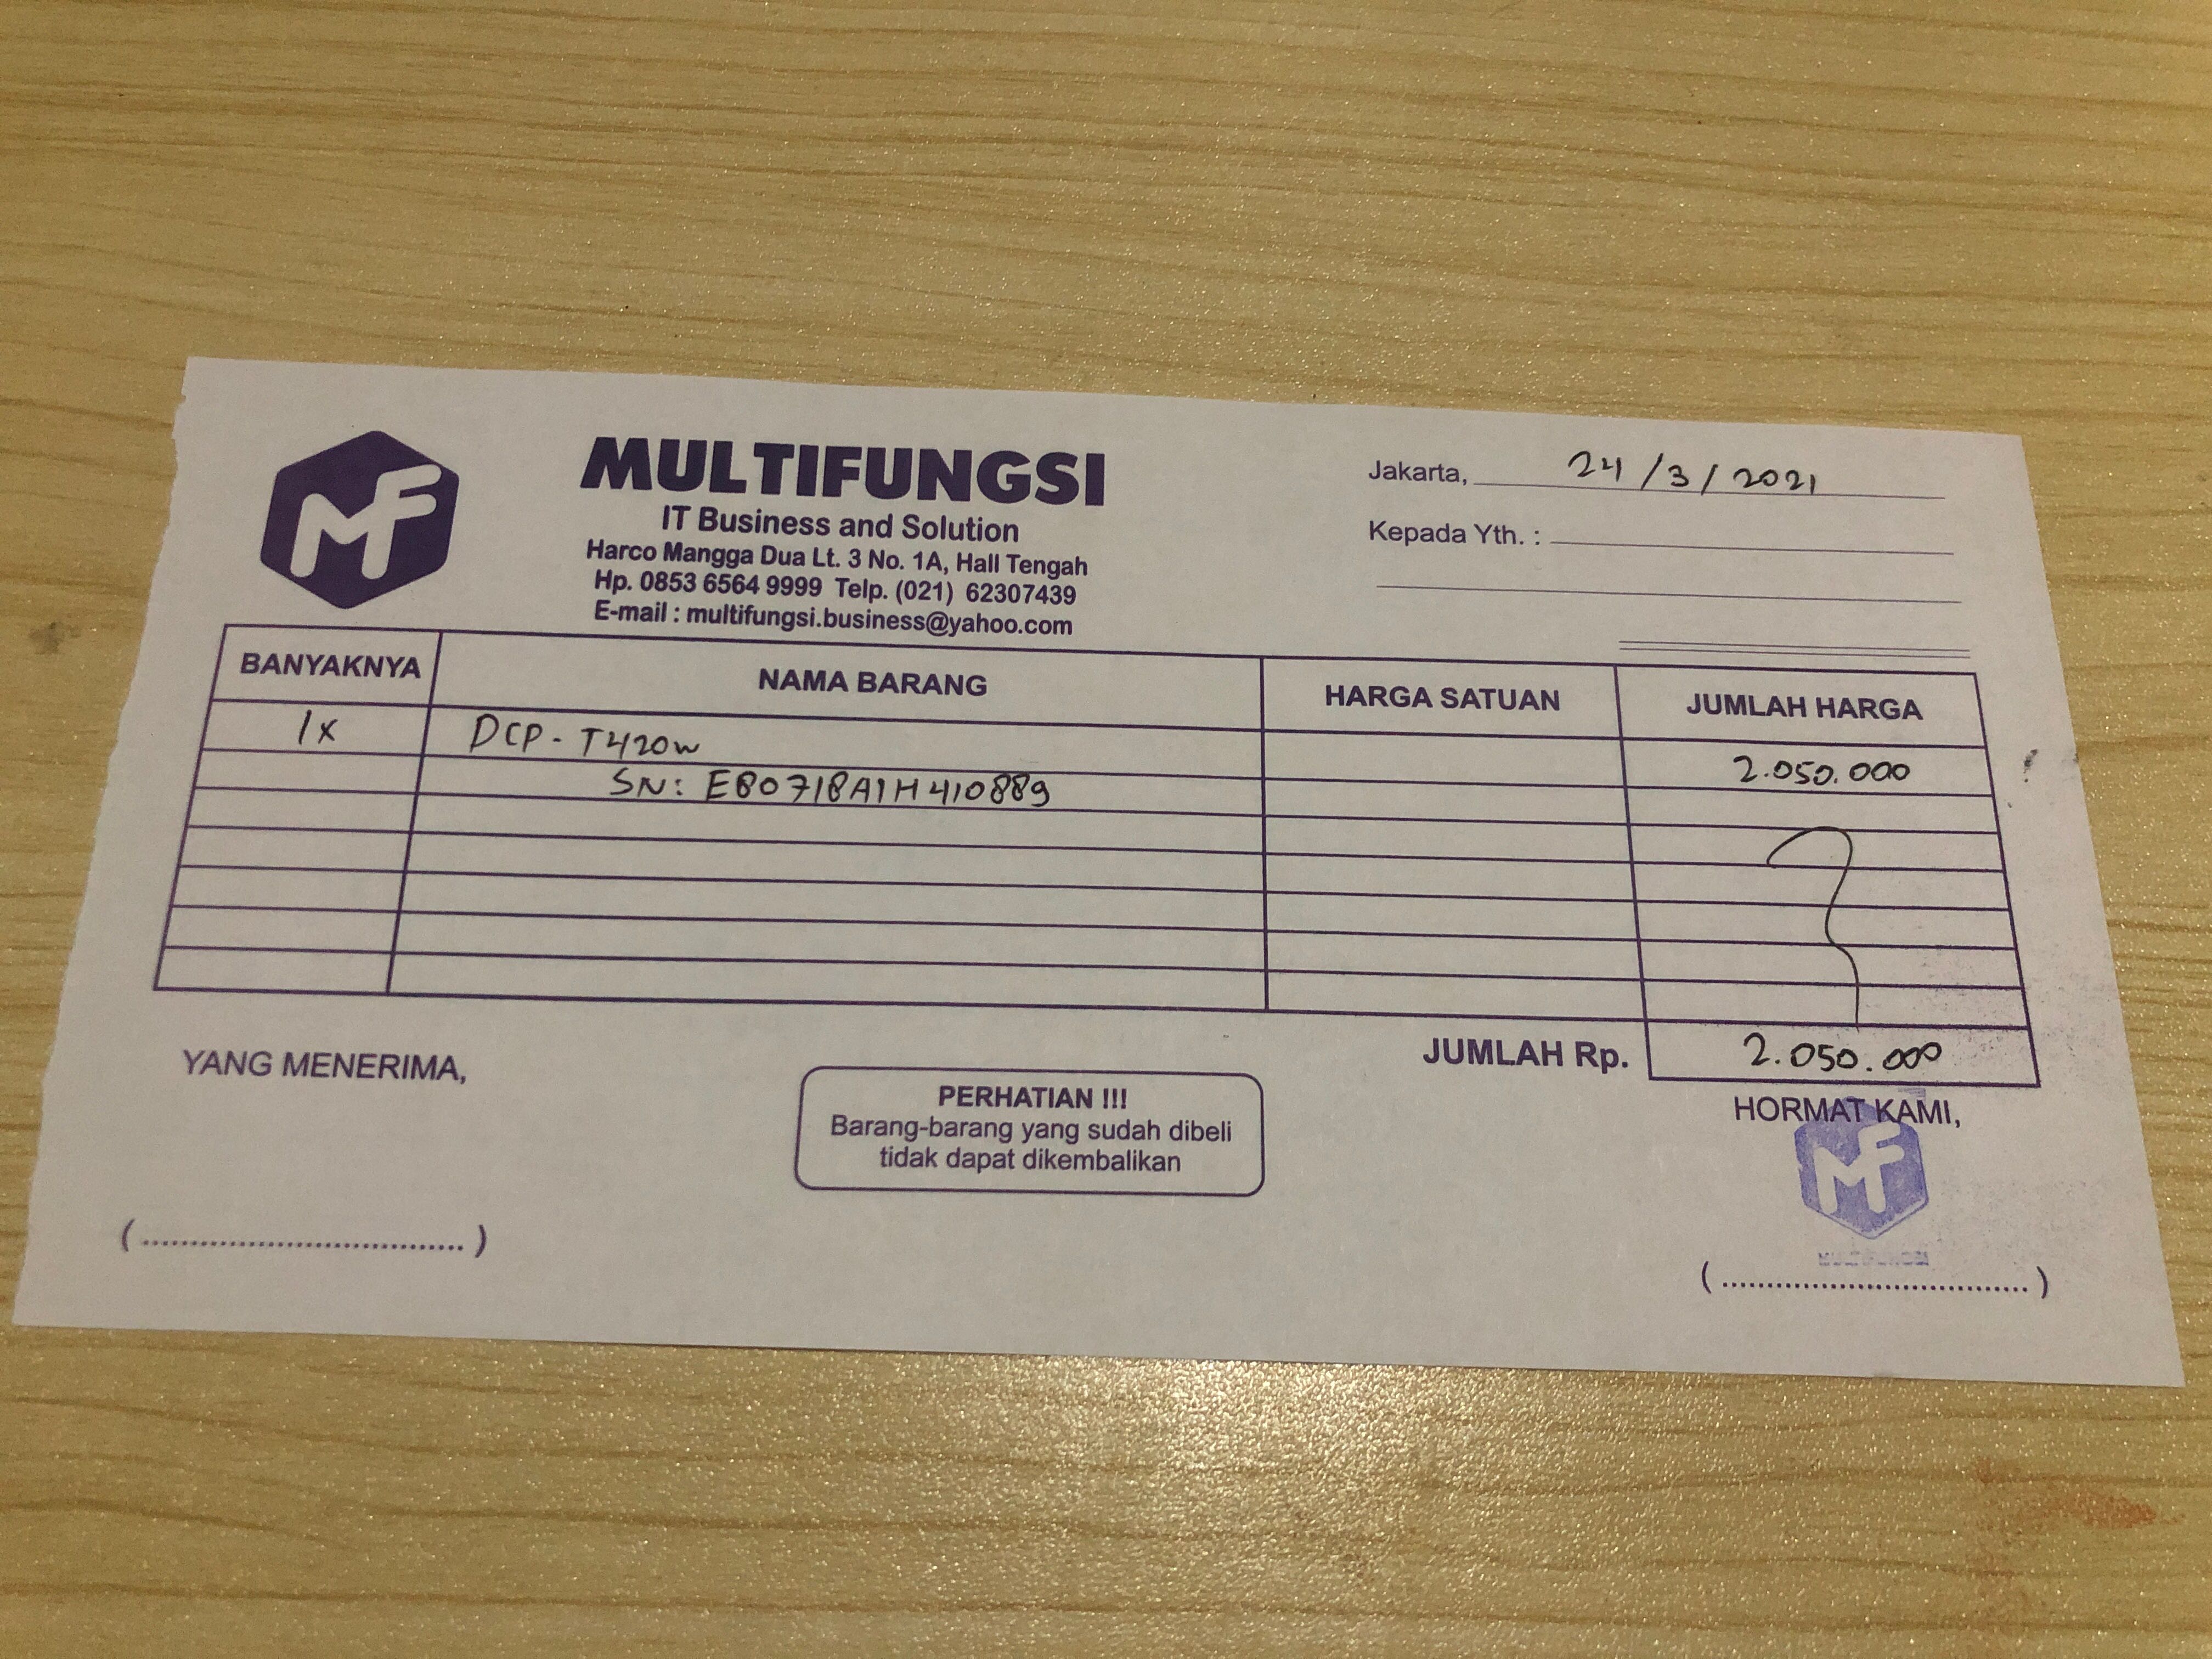 MF
MULTIFUNGSI
IT Business and Solution
Harco Mangga Dua Lt. 3 No. 1A, Hall Tengah
Hp. 0853 6564 9999 Telp. (021) 62307439
E-mail : multifungsi.business@yahoo.com
Jakarta, 24/3/2021
Kepada Yth. :
BANYAKNYA NAMA BARANG HARGA SATUAN JUMLAH HARGA
1x DCP-T420w 2.050.000
SN: E80718A1H410889
JUMLAH Rp. 2.050.000
YANG MENERIMA,
PERHATIAN !!!
Barang-barang yang sudah dibeli
tidak dapat dikembalikan
HORMAT KAMI,
MF
MULTIFUNGSI
(................................)
(................................)